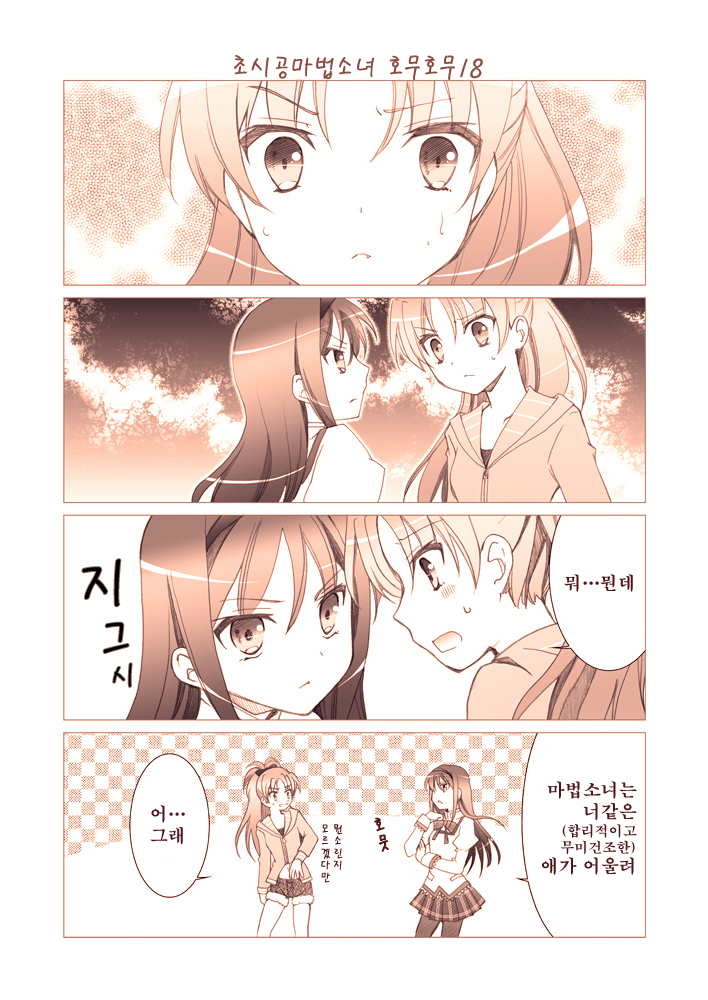 초시공마법소녀 호무호무18
지그시
뭐…뭔데
마법소녀는
너같은
(합리적이고
무미건조한)
애가 어울려
호뭇
뭔소린지
모르겠다만
어…
그래